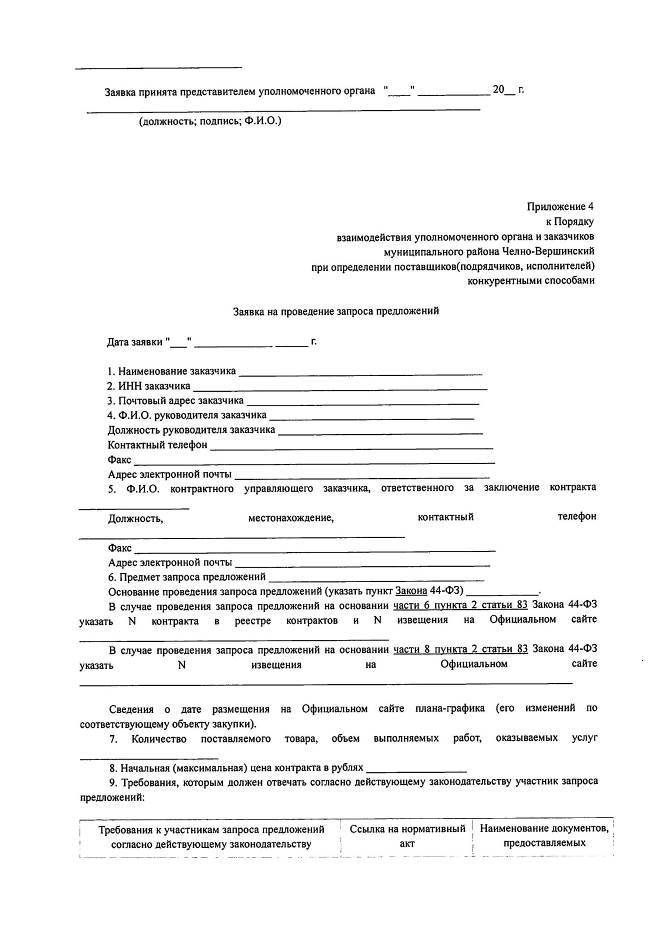 Заявка принята представителем уполномоченного органа "____" _____________ 20__ г.
(должность; подпись; Ф.И.О.)
Приложение 4
к Порядку
взаимодействия уполномоченного органа и заказчиков
муниципального района Челно-Вершинский
при определении поставщиков(подрядчиков, исполнителей)
конкурентными способами
Заявка на проведение запроса предложений
Дата заявки "___" ______________ ______ г.
1. Наименование заказчика
2. ИНН заказчика
3. Почтовый адрес заказчика
4. Ф.И.О. руководителя заказчика
Должность руководителя заказчика
Контактный телефон
Факс
Адрес электронной почты
5. Ф.И.О. контрактного управляющего заказчика, ответственного за заключение контракта
Должность, местонахождение, контактный телефон
Факс
Адрес электронной почты
6. Предмет запроса предложений
Основание проведения запроса предложений (указать пункт Закона 44-ФЗ) _____________.
В случае проведения запроса предложений на основании части 6 пункта 2 статьи 83 Закона 44-ФЗ
указать N контракта в реестре контрактов и N извещения на Официальном сайте
В случае проведения запроса предложений на основании части 8 пункта 2 статьи 83 Закона 44-ФЗ
указать N извещения на Официальном сайте
Сведения о дате размещения на Официальном сайте плана-графика (его изменений по
соответствующему объекту закупки).
7. Количество поставляемого товара, объем выполняемых работ, оказываемых услуг
8. Начальная (максимальная) цена контракта в рублях
9. Требования, которым должен отвечать согласно действующему законодательству участник запроса
предложений:
Требования к участникам запроса предложений Ссылка на нормативный Наименование документов,
согласно действующему законодательству акт предоставляемых